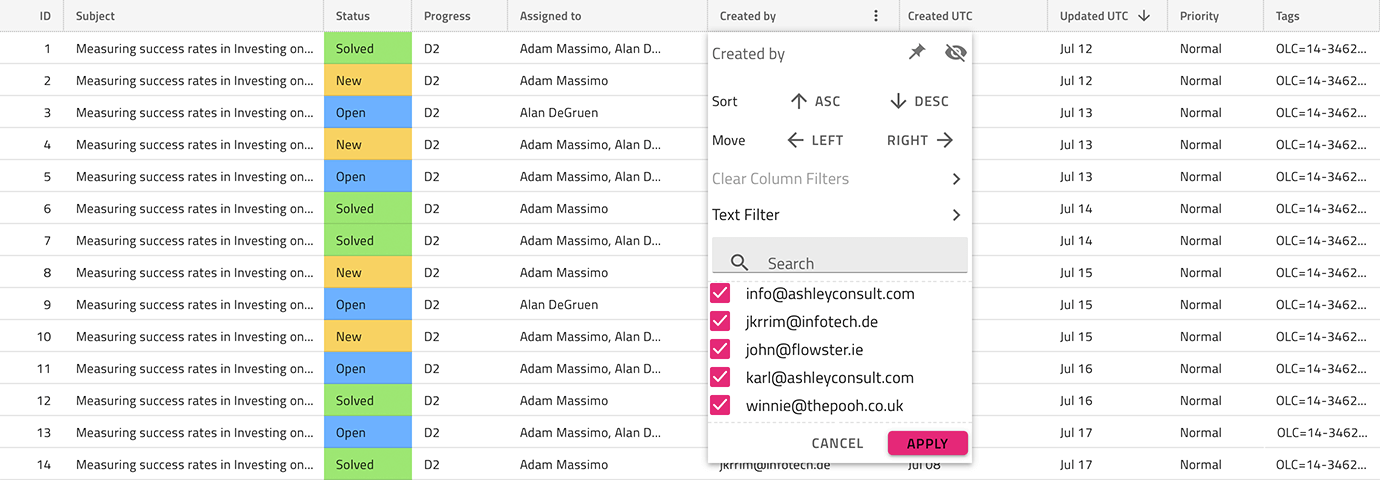 ID Subject Status Progress Assigned to Created by Created UTC Updated UTC Priority Tags
1 Measuring success rates in Investing on... Solved D2 Adam Massimo, Alan D... Jul 12 Normal OLC=14-3462...
2 Measuring success rates in Investing on... New D2 Adam Massimo Jul 12 Normal OLC=14-3462...
3 Measuring success rates in Investing on... Open D2 Alan DeGruen Jul 13 Normal OLC=14-3462...
4 Measuring success rates in Investing on... New D2 Adam Massimo, Alan D... Jul 13 Normal OLC=14-3462...
5 Measuring success rates in Investing on... Open D2 Adam Massimo, Alan D... Jul 13 Normal OLC=14-3462...
6 Measuring success rates in Investing on... Solved D2 Adam Massimo Jul 14 Normal OLC=14-3462...
7 Measuring success rates in Investing on... Solved D2 Adam Massimo, Alan D... Jul 14 Normal OLC=14-3462...
8 Measuring success rates in Investing on... New D2 Adam Massimo Jul 15 Normal OLC=14-3462...
9 Measuring success rates in Investing on... Open D2 Alan DeGruen Jul 15 Normal OLC=14-3462...
10 Measuring success rates in Investing on... New D2 Adam Massimo, Alan D... Jul 15 Normal OLC=14-3462...
11 Measuring success rates in Investing on... Open D2 Adam Massimo, Alan D... Jul 16 Normal OLC=14-3462...
12 Measuring success rates in Investing on... Solved D2 Adam Massimo Jul 16 Normal OLC=14-3462...
13 Measuring success rates in Investing on... Open D2 Adam Massimo, Alan D... Jul 17 Normal OLC=14-3462...
14 Measuring success rates in Investing on... Solved D2 Adam Massimo jkrrim@infotech.de Jul 08 Jul 17 Normal OLC=14-3462...
Created by
Sort ASC DESC
Move LEFT RIGHT
Clear Column Filters
Text Filter
Search
info@ashleyconsult.com
jkrrim@infotech.de
john@flowster.ie
karl@ashleyconsult.com
winnie@thepooh.co.uk
CANCEL APPLY